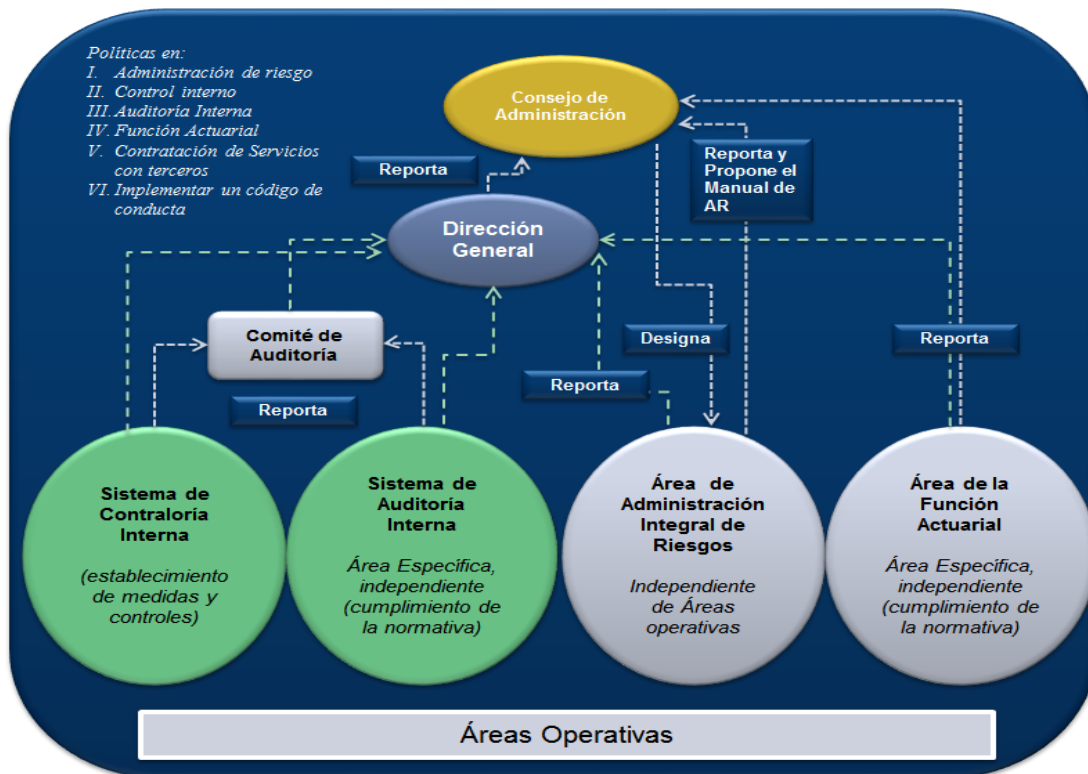 Políticas en:
I. Administración de riesgo
II. Control interno
III. Auditoría Interna
IV. Función Actuarial
V. Contratación de Servicios
con terceros
VI. Implementar un código de
conducta
Consejo de
Administración
Reporta
Reporta y
Propone el
Manual de
AR
Dirección
General
Comité de
Auditoría
Designa
Reporta
Reporta
Reporta
Sistema de
Contraloría
Interna
(establecimiento
de medidas y
controles)
Sistema de
Auditoría
Interna
Área Específica,
independiente
(cumplimiento de
la normativa)
Área de
Administración
Integral de
Riesgos
Independiente
de Áreas
operativas
Área de la
Función
Actuarial
Área Específica,
independiente
(cumplimiento de
la normativa)
Áreas Operativas